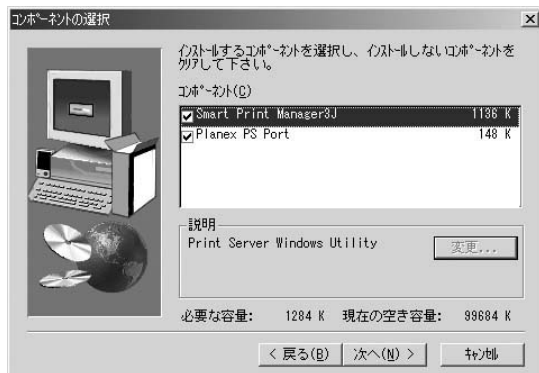 コンポーネントの選択
インストールするコンポーネントを選択し、インストールしないコンポーネントを
クリアして下さい。
コンポーネント(C)
Smart Print Manager3J 1136 K
Planex PS Port 148 K
説明
Print Server Windows Utility
変更...
必要な容量: 1284 K 現在の空き容量: 99684 K
< 戻る(B) 次へ(N) > キャンセル